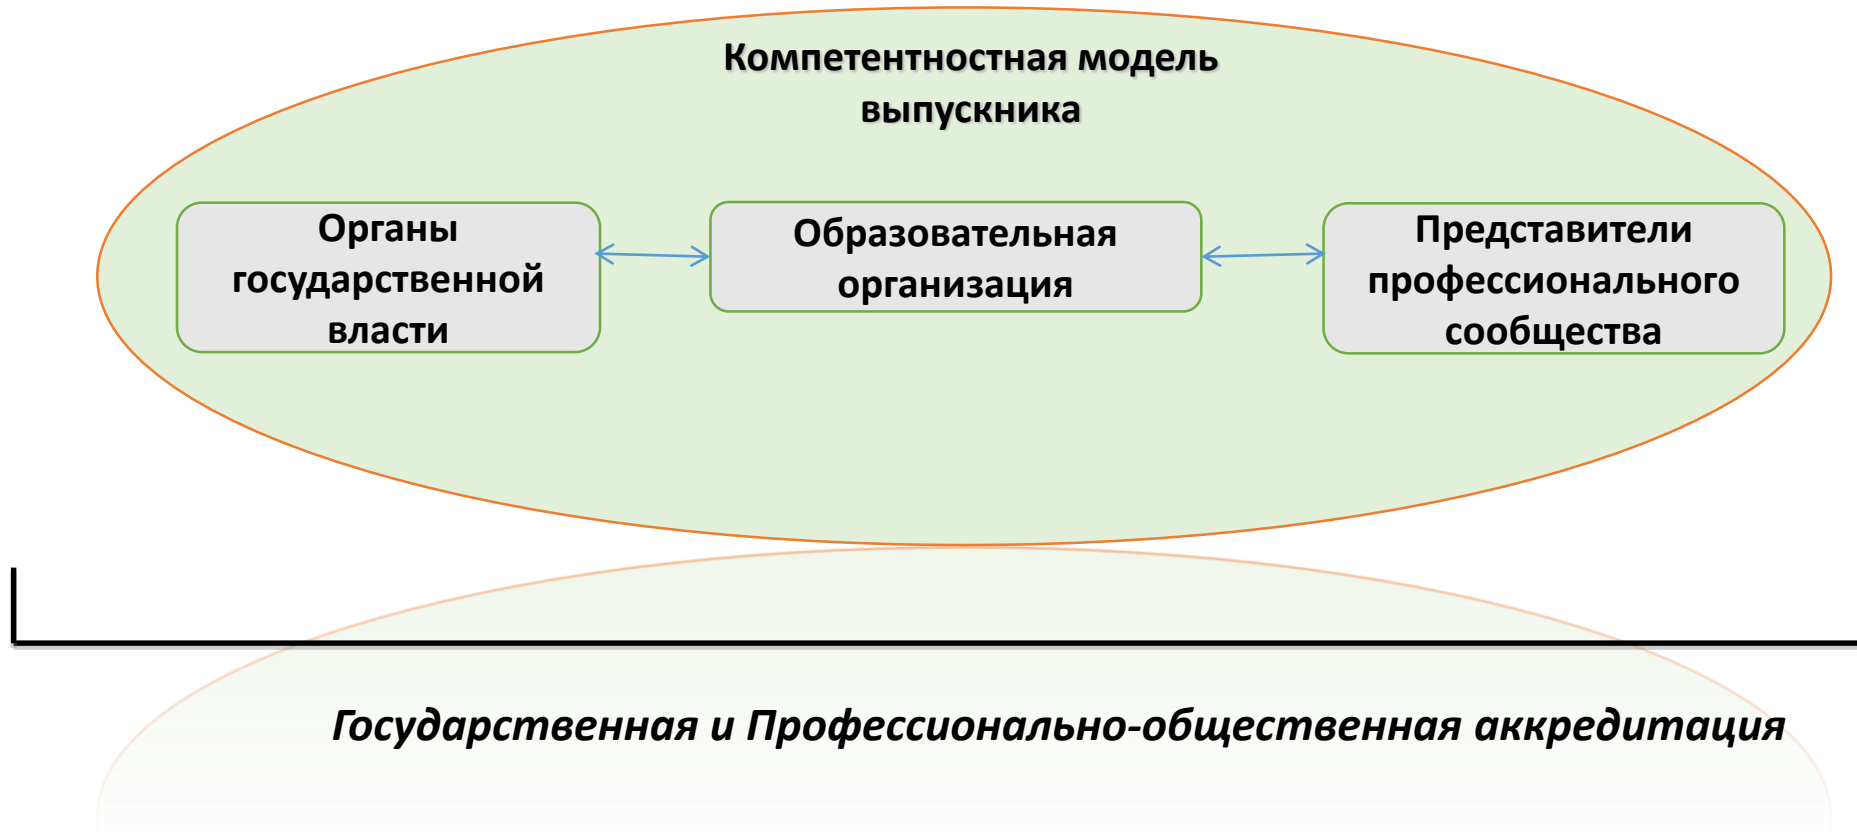 Компетентностная модель
выпускника
Органы
государственной
власти
Образовательная
организация
Представители
профессионального
сообщества
Государственная и Профессионально-общественная аккредитация